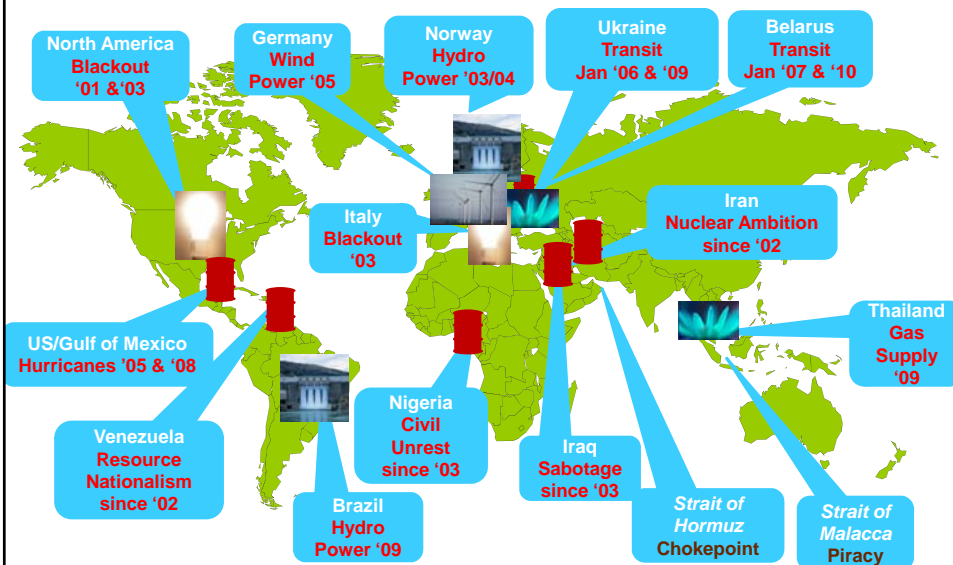 North America
Blackout
‘01 &‘03
Germany
Wind
Power ‘05
Norway
Hydro
Power ’03/04
Ukraine
Transit
Jan ‘06 & ‘09
Belarus
Transit
Jan ‘07 & ‘10
Italy
Blackout
‘03
Iran
Nuclear Ambition
since ‘02
US/Gulf of Mexico
Hurricanes ’05 & ‘08
Thailand
Gas
Supply
‘09
Venezuela
Resource
Nationalism
since ‘02
Brazil
Hydro
Power ‘09
Nigeria
Civil
Unrest
since ‘03
Iraq
Sabotage
since ‘03
Strait of
Hormuz
Chokepoint
Strait of
Malacca
Piracy